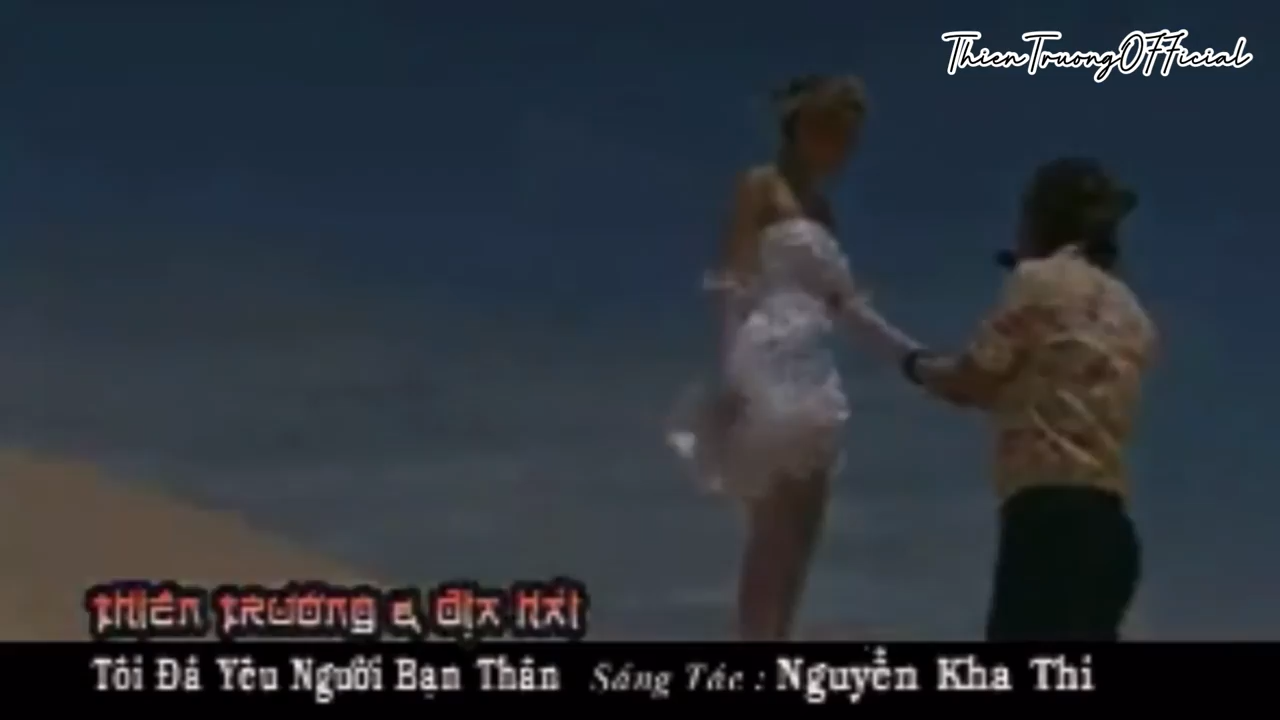 ThienTruongOFFicial
Thiên Trường & Địa Hải
Tôi Đã Yêu Người Bạn Thân Sáng Tác : Nguyễn Kha Thi